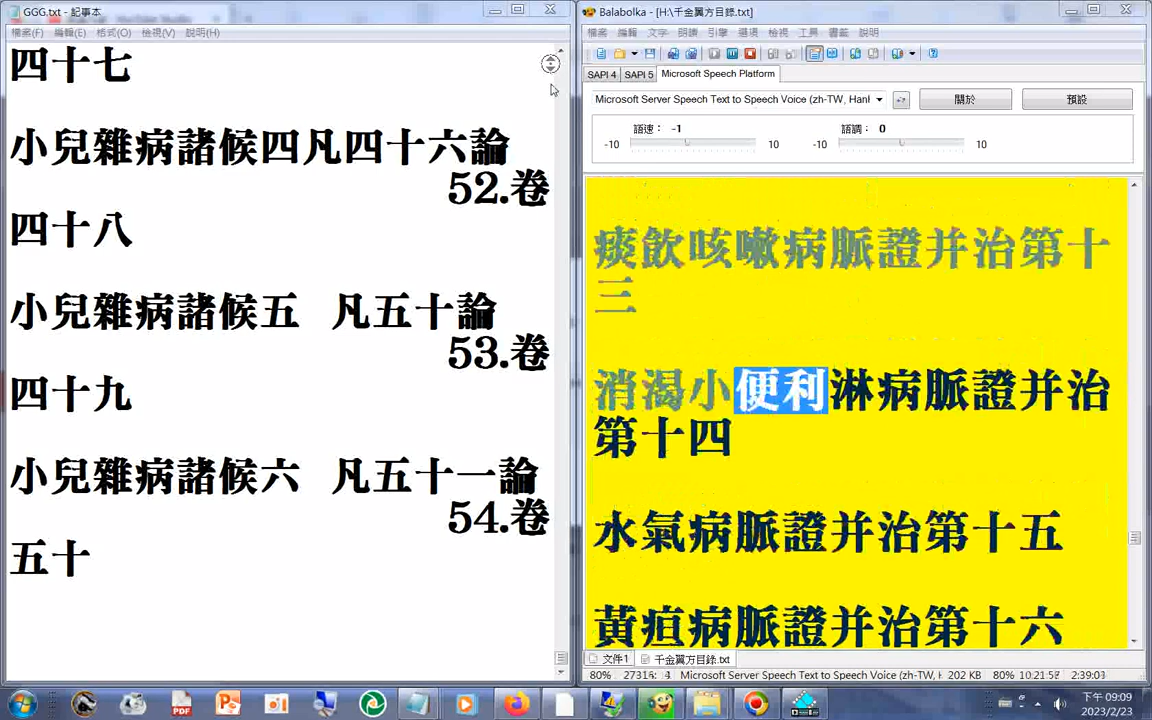 GGG.txt - 記事本
檔案(F) 編輯(E) 格式(O) 檢視(V) 說明(H)
四十七
小兒雜病諸候四凡四十六論
52.卷
四十八
小兒雜病諸候五 凡五十論
53.卷
四十九
小兒雜病諸候六 凡五十一論
54.卷
五十
Balabolka - [H:\千金翼方目錄.txt]
檔案 編輯 文字 朗讀 引擎 選項 檢視 工具 書籤 說明
SAPI 4 SAPI 5 Microsoft Speech Platform
Microsoft Server Speech Text to Speech Voice (zh-TW, Hanl
關於 預設
語速： -1 語調： 0
-10 10 -10 10
痰飲咳嗽病脈證并治第十
三
消渴小便利淋病脈證并治
第十四
水氣病脈證并治第十五
黃疸病脈證并治第十六
文件1 千金翼方目錄.txt
80% 27316: 4 Microsoft Server Speech Text to Speech Voice (zh-TW, H 202 KB 80% 10:21:58 2:39:03
PDF
下午 09:09
2023/2/23